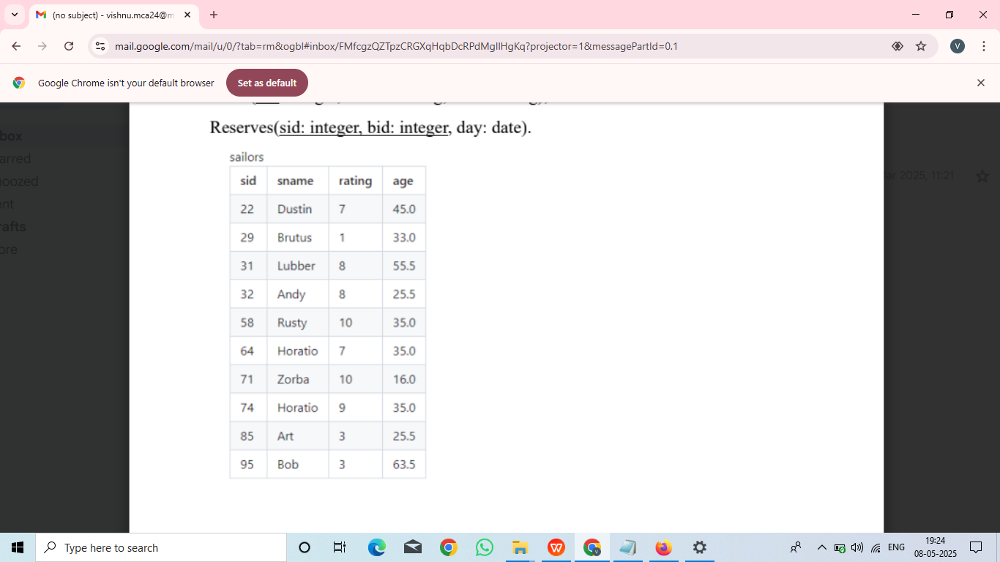 (no subject) - vishnu.mca24@m
mail.google.com/mail/u/0/?tab=rm&ogbl#inbox/FMfcgzQZTpzCRGXqHqbDcRPdMgllHgKq?projector=1&messagePartId=0.1
V
Google Chrome isn't your default browser
Set as default
Reserves(sid: integer, bid: integer, day: date).
sailors
sid sname rating age
22 Dustin 7 45.0
29 Brutus 1 33.0
31 Lubber 8 55.5
32 Andy 8 25.5
58 Rusty 10 35.0
64 Horatio 7 35.0
71 Zorba 10 16.0
74 Horatio 9 35.0
85 Art 3 25.5
95 Bob 3 63.5
box
arred
oozed
ent
rafts
ore
ar 2025, 11:21
Type here to search
ENG
19:24
08-05-2025